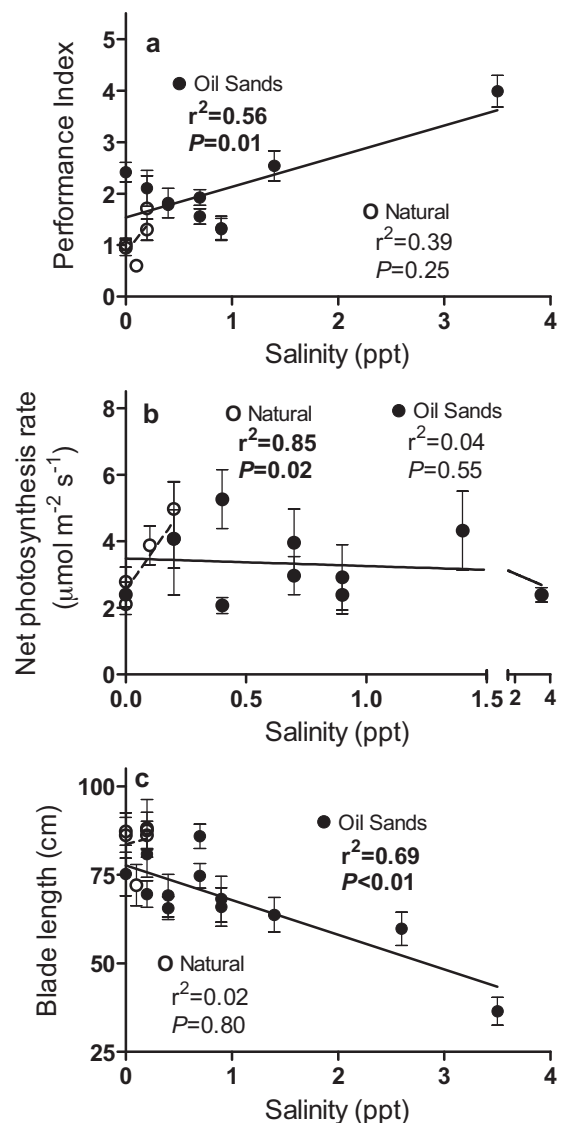 a
5
4
3
2
1
0
Performance Index
● Oil Sands
r²=0.56
P=0.01
O Natural
r²=0.39
P=0.25
0 1 2 3 4
Salinity (ppt)
b
8
6
4
2
0
Net photosynthesis rate
(μmol m⁻² s⁻¹)
O Natural
r²=0.85
P=0.02
● Oil Sands
r²=0.04
P=0.55
0.0 0.5 1.0 1.5 2 4
Salinity (ppt)
c
100
75
50
25
Blade length (cm)
● Oil Sands
r²=0.69
P<0.01
O Natural
r²=0.02
P=0.80
0 1 2 3 4
Salinity (ppt)